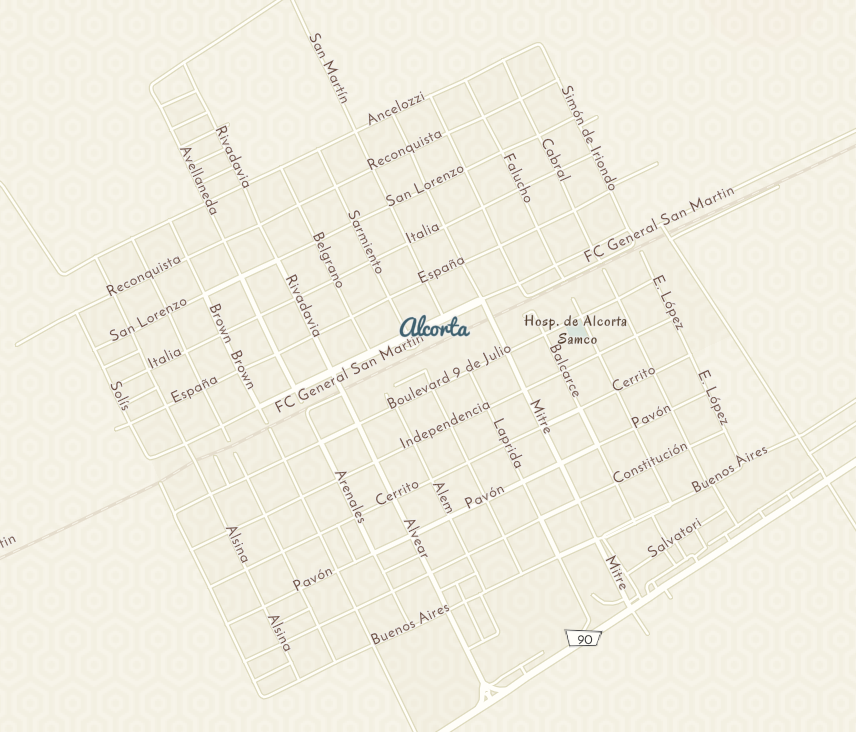 San Martín
Ancelozzi
Simón de Iriondo
Rivadavia
Reconquista
Cabral
Avellaneda
Falucho
San Lorenzo
FC General San Martin
Italia
Sarmiento
Belgrano
España
Reconquista
Rivadavia
San Lorenzo
E. López
Brown
Alcorta
Hosp. de Alcorta
Samco
Italia
FC General San Martin
Boulevard 9 de Julio
Balcarce
Brown
España
Solís
Cerrito
E. López
Mitre
Pavón
Independencia
Laprida
Constitución
Buenos Aires
Cerrito
Arenales
Alem
Pavón
Alvear
Salvatori
tin
Alsina
Pavón
Mitre
Alsina
Buenos Aires
90